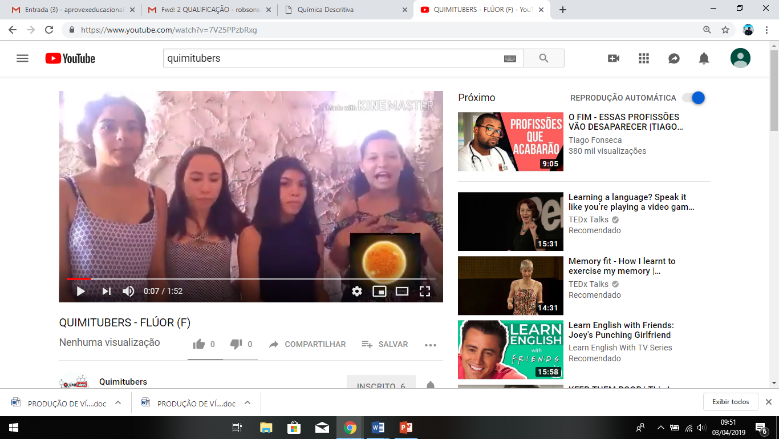 Entrada (3) - aprovexeducacional
Fwd: 2 QUALIFICAÇÃO - robsonx
Química Descritiva
QUIMITUBERS - FLÚOR (F) - YouT
https://www.youtube.com/watch?v=7V25PPzbRxg
YouTube
quimitubers
Made with KINEMASTER
0:07 / 1:52
QUIMITUBERS - FLÚOR (F)
Nenhuma visualização
0
0
COMPARTILHAR
SALVAR
Quimitubers
INSCRITO 6
Próximo
REPRODUÇÃO AUTOMÁTICA
PROFISSÕES
QUE
ACABARÃO
9:05
O FIM - ESSAS PROFISSÕES
VÃO DESAPARECER |TIAGO...
Tiago Fonseca
380 mil visualizações
15:31
Learning a language? Speak it
like you're playing a video gam...
TEDx Talks
Recomendado
14:31
Memory fit - How I learnt to
exercise my memory |...
TEDx Talks
Recomendado
LEARN
ENGLISH
with
FRIENDS
15:58
Learn English with Friends:
Joey's Punching Girlfriend
Learn English With TV Series
Recomendado
PRODUÇÃO DE VÍ....doc
PRODUÇÃO DE VÍ....doc
Exibir todos
09:51
03/04/2019
6